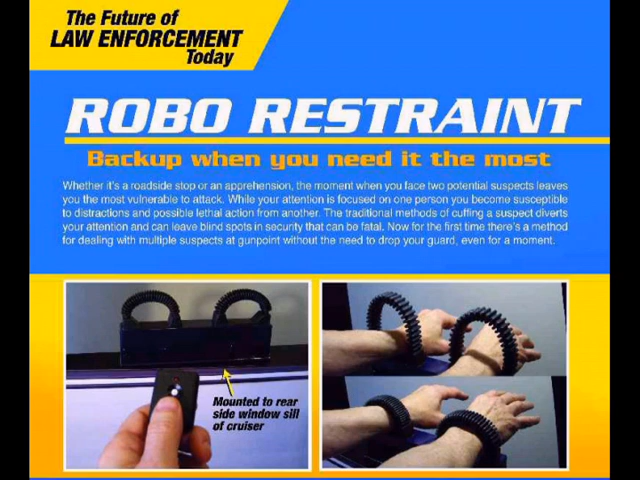 The Future of
LAW ENFORCEMENT
Today
ROBO RESTRAINT
Backup when you need it the most
Whether it's a roadside stop or an apprehension, the moment when you face two potential suspects leaves
you the most vulnerable to attack. While your attention is focused on one person you become susceptible
to distractions and possible lethal action from another. The traditional methods of cuffing a suspect diverts
your attention and can leave blind spots in security that can be fatal. Now for the first time there's a method
for dealing with multiple suspects at gunpoint without the need to drop your guard, even for a moment.
Mounted to rear
side window sill
of cruiser